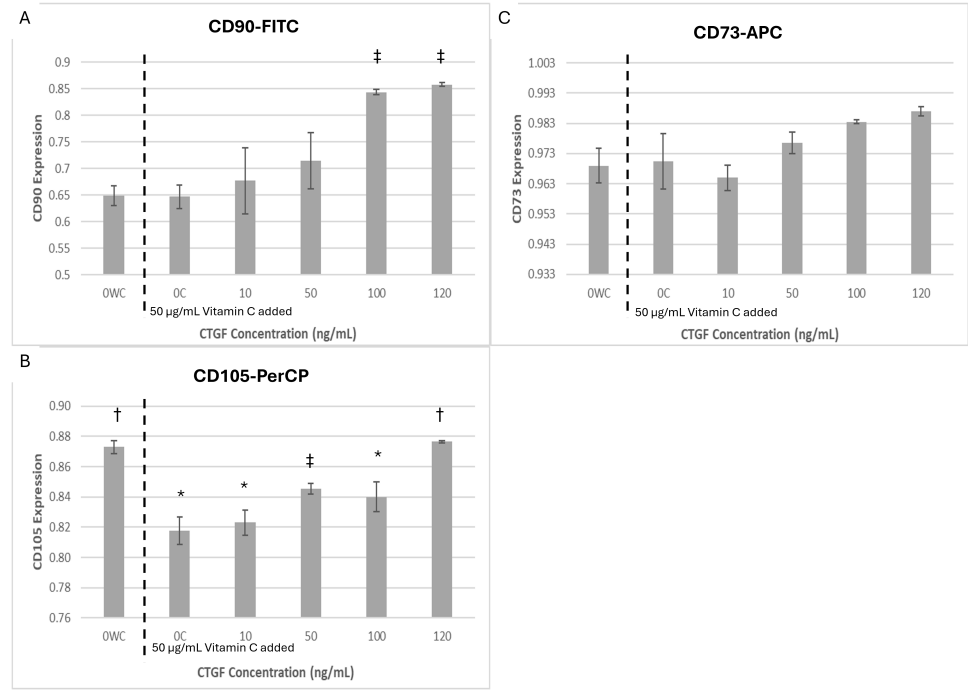 A
CD90-FITC
‡ ‡
0.9
0.85
0.8
0.75
0.7
0.65
0.6
0.55
0.5
CD90 Expression
0WC 0C 10 50 100 120
50 µg/mL Vitamin C added
CTGF Concentration (ng/mL)
C
CD73-APC
1.003
0.993
0.983
0.973
0.963
0.953
0.943
0.933
CD73 Expression
0WC 0C 10 50 100 120
50 µg/mL Vitamin C added
CTGF Concentration (ng/mL)
B
CD105-PerCP
† * * ‡ * †
0.90
0.88
0.86
0.84
0.82
0.80
0.78
0.76
CD105 Expression
0WC 0C 10 50 100 120
50 µg/mL Vitamin C added
CTGF Concentration (ng/mL)